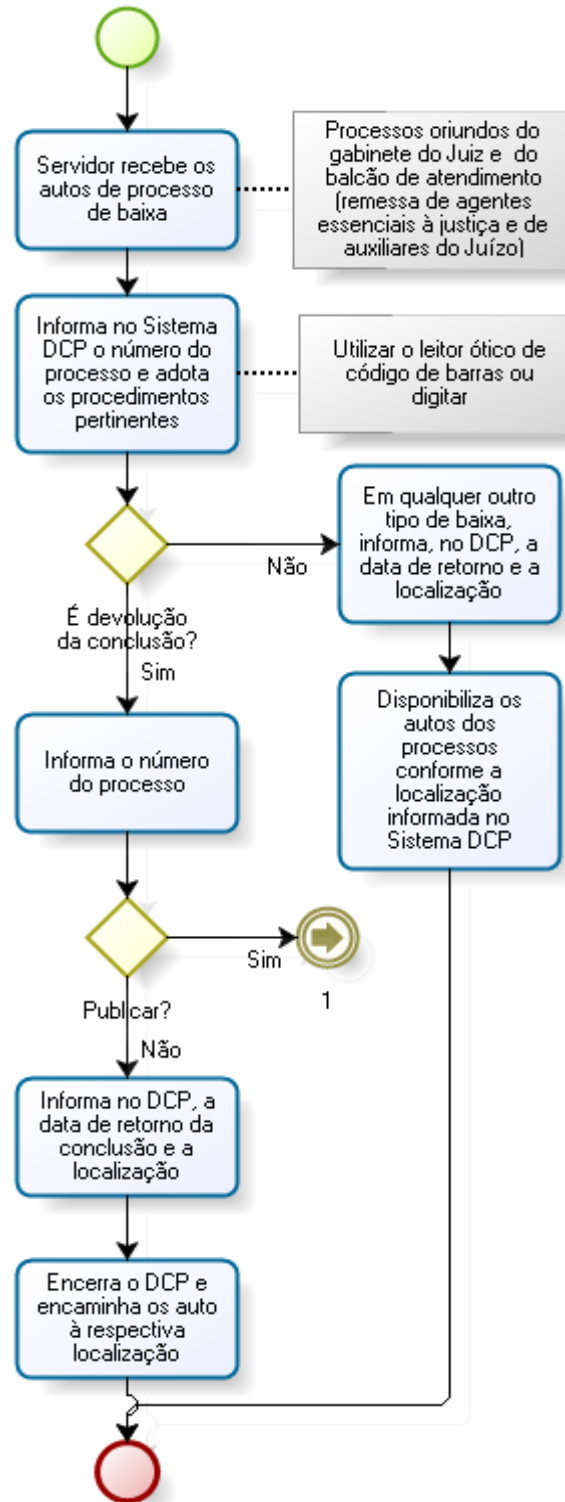 Servidor recebe os
autos de processo
de baixa
Processos oriundos do
gabinete do Juiz e do
balcão de atendimento
(remessa de agentes
essenciais à justiça e de
auxiliares do Juízo)
Informa no Sistema
DCP o número do
processo e adota
os procedimentos
pertinentes
Utilizar o leitor ótico de
código de barras ou
digitar
É devolução
da conclusão?
Não
Sim
Em qualquer outro
tipo de baixa,
informa, no DCP, a
data de retorno e a
localização
Disponibiliza os
autos dos
processos
conforme a
localização
informada no
Sistema DCP
Informa o número
do processo
Publicar?
Sim
1
Não
Informa no DCP, a
data de retorno da
conclusão e a
localização
Encerra o DCP e
encaminha os auto
à respectiva
localização